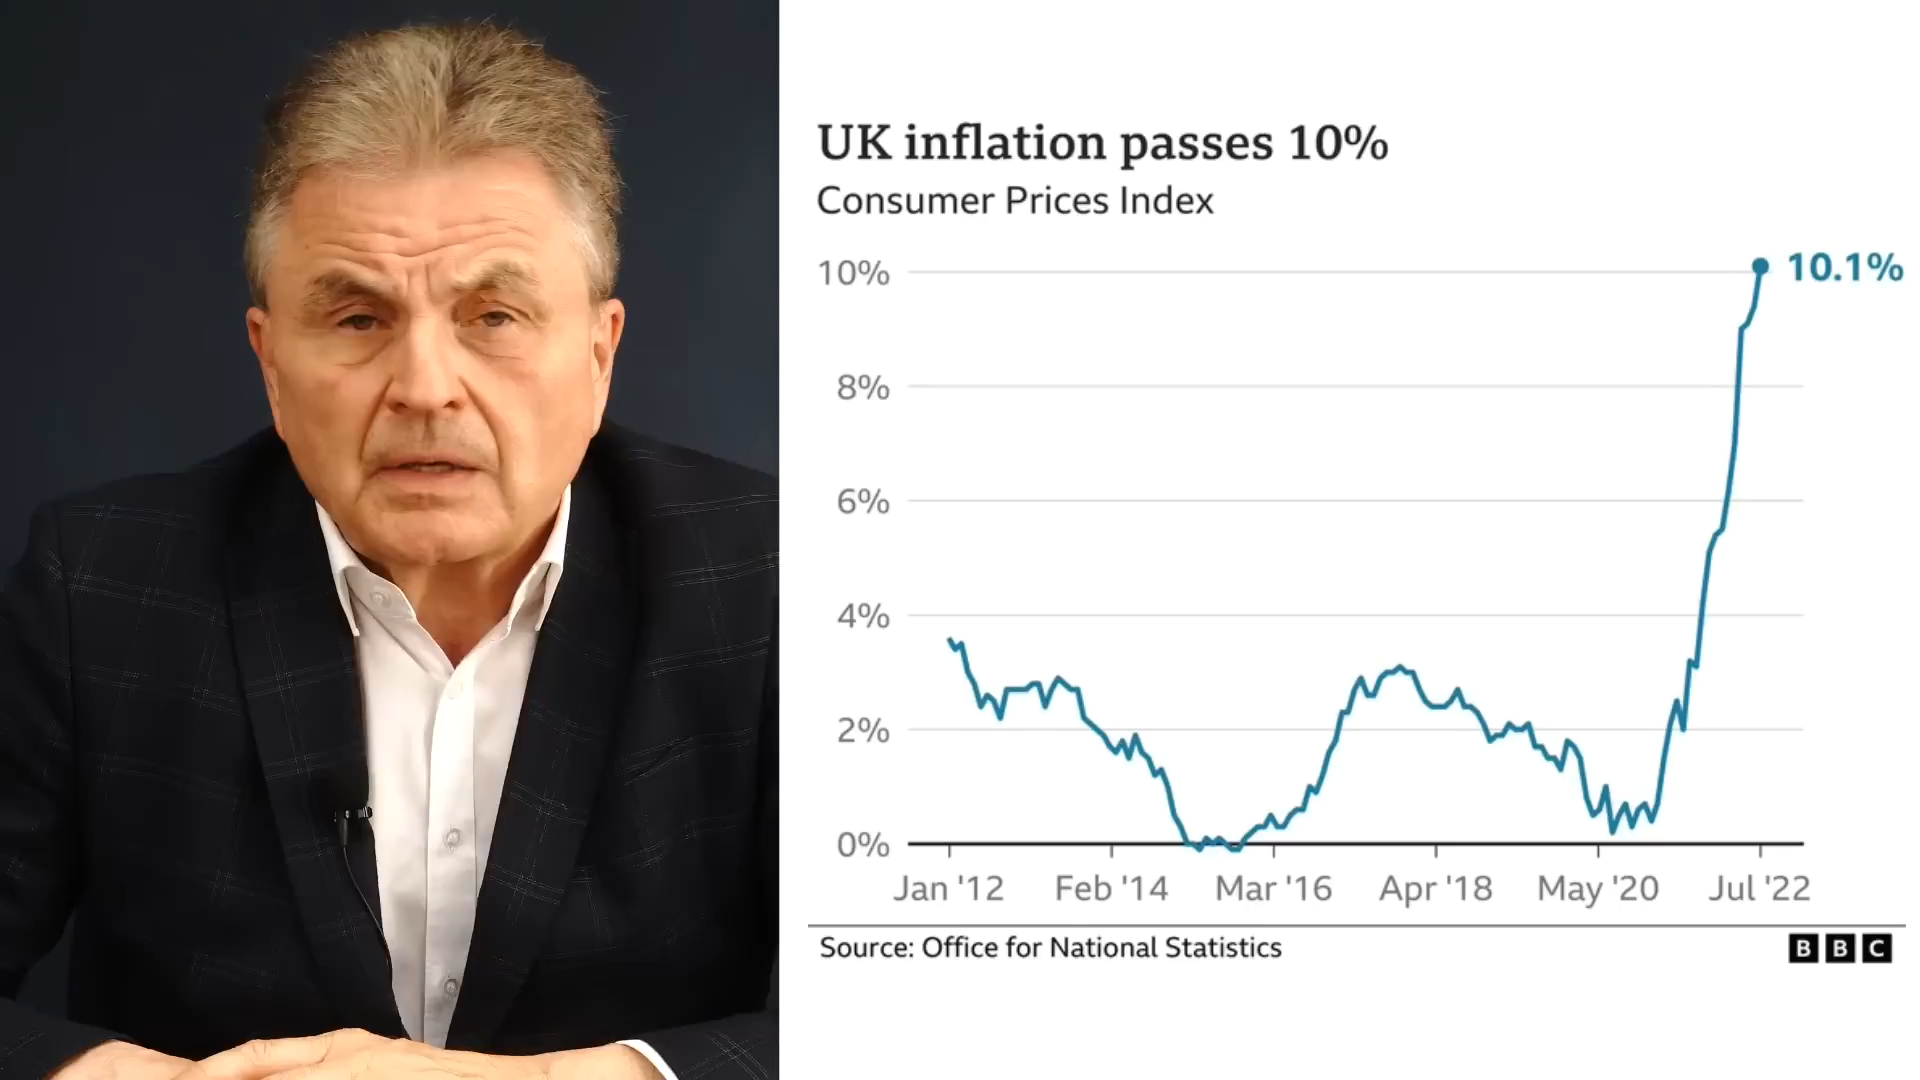 UK inflation passes 10%
Consumer Prices Index
10%
10.1%
8%
6%
4%
2%
0%
Jan '12 Feb '14 Mar '16 Apr '18 May '20 Jul '22
Source: Office for National Statistics
BBC